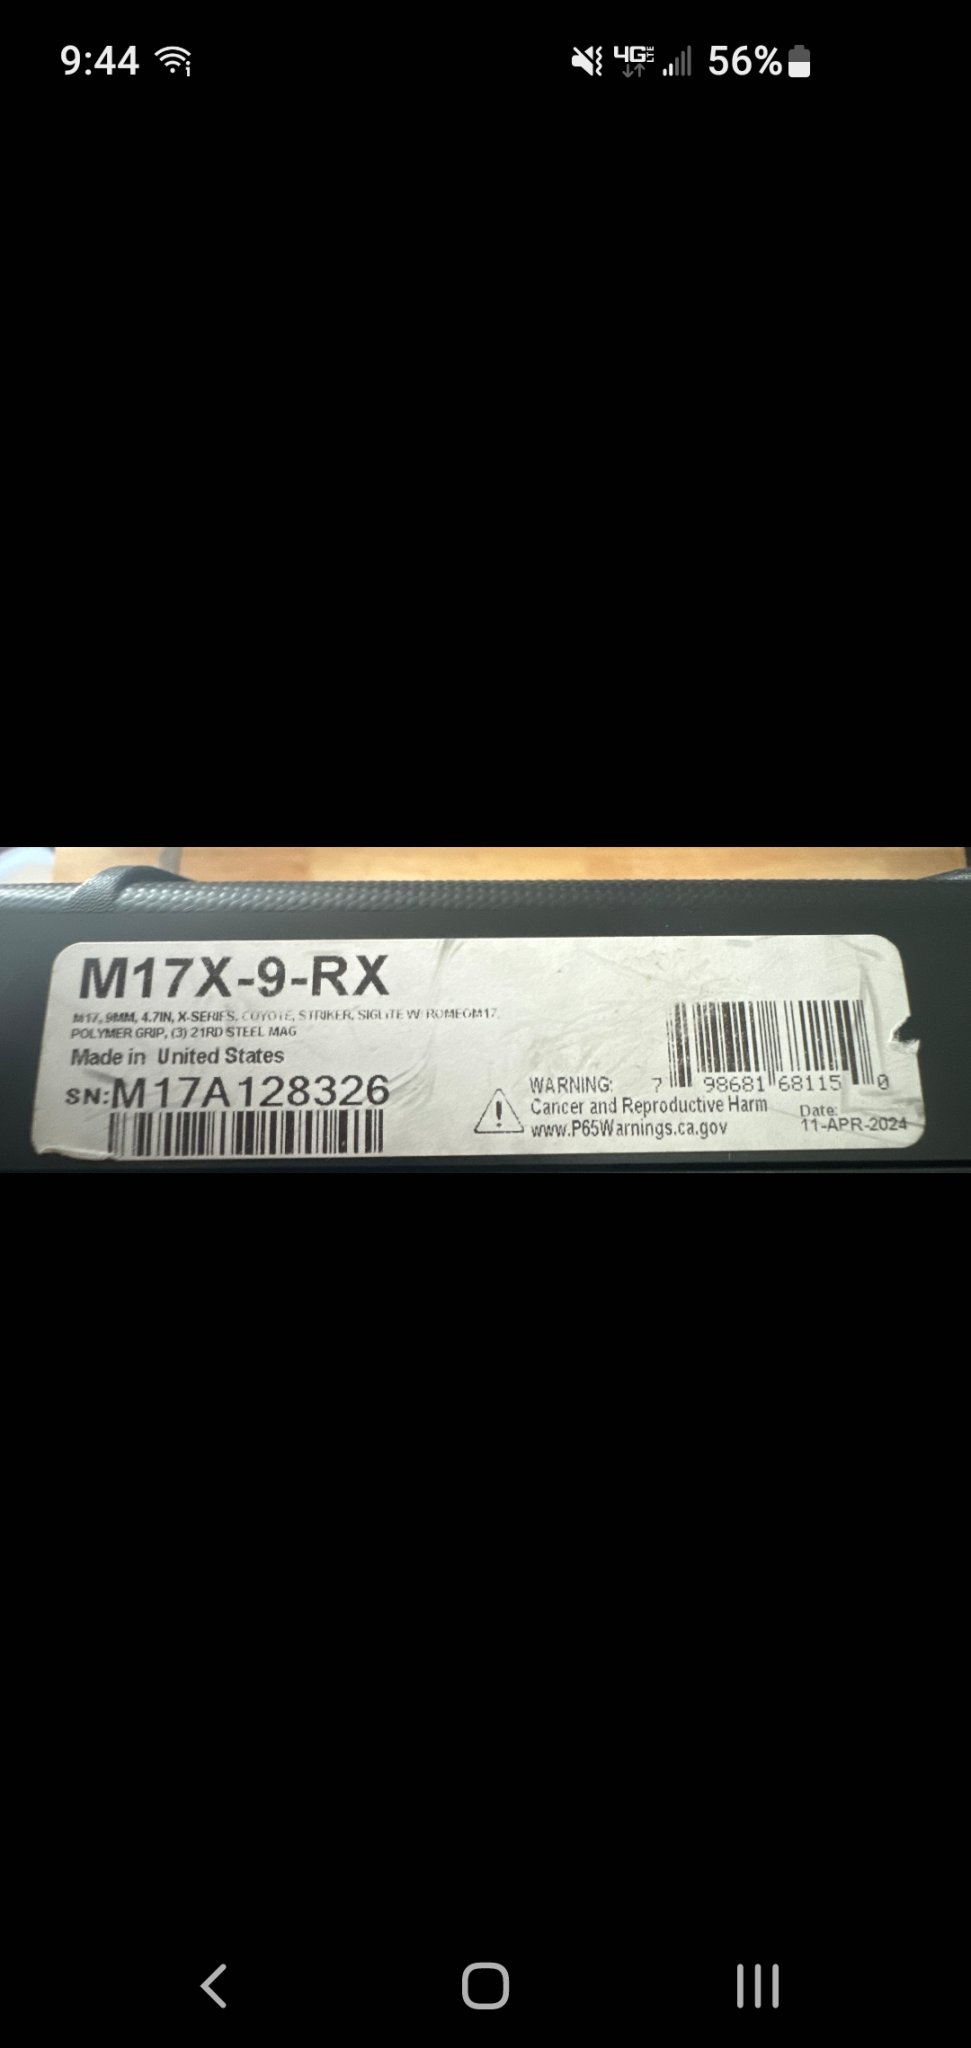 9:44 4G LTE 56%
M17X-9-RX
M17, 9MM, 4.7IN, X-SERIES, COYOTE, STRIKER, SIGLITE W/ ROMEOM17,
POLYMER GRIP, (3) 21RD STEEL MAG
Made in United States
SN:M17A128326
WARNING:
Cancer and Reproductive Harm
www.P65Warnings.ca.gov
7 98681 68115 0
Date:
11-APR-2024